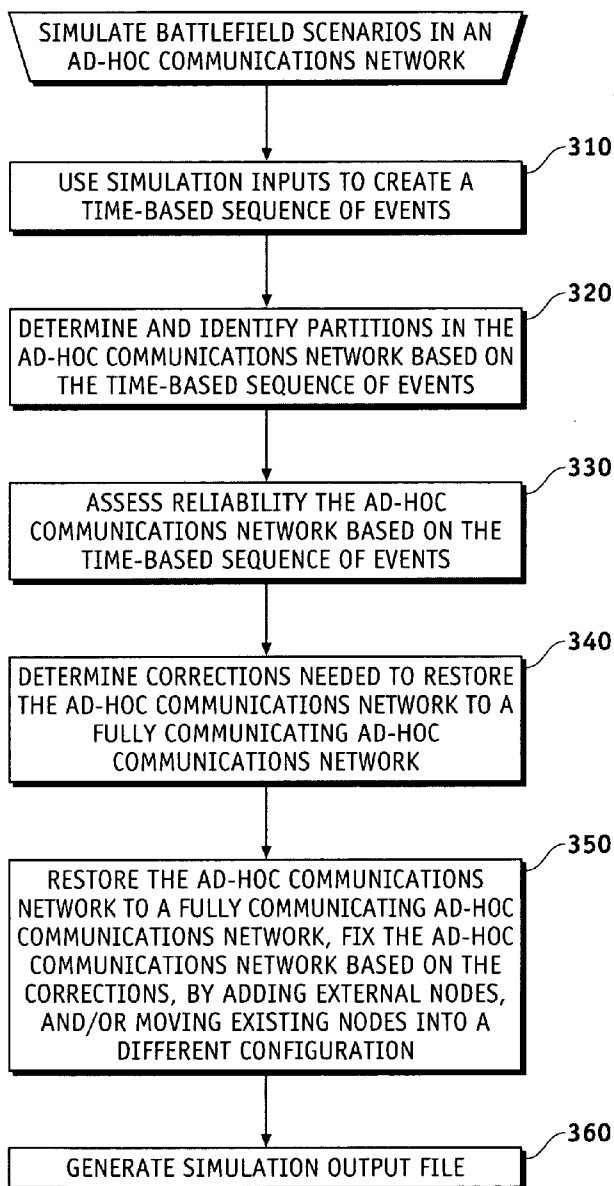 SIMULATE BATTLEFIELD SCENARIOS IN AN
AD-HOC COMMUNICATIONS NETWORK
310
USE SIMULATION INPUTS TO CREATE A
TIME-BASED SEQUENCE OF EVENTS
320
DETERMINE AND IDENTIFY PARTITIONS IN THE
AD-HOC COMMUNICATIONS NETWORK BASED ON
THE TIME-BASED SEQUENCE OF EVENTS
330
ASSESS RELIABILITY THE AD-HOC
COMMUNICATIONS NETWORK BASED ON THE
TIME-BASED SEQUENCE OF EVENTS
340
DETERMINE CORRECTIONS NEEDED TO RESTORE
THE AD-HOC COMMUNICATIONS NETWORK TO A
FULLY COMMUNICATING AD-HOC
COMMUNICATIONS NETWORK
350
RESTORE THE AD-HOC COMMUNICATIONS
NETWORK TO A FULLY COMMUNICATING AD-HOC
COMMUNICATIONS NETWORK, FIX THE AD-HOC
COMMUNICATIONS NETWORK BASED ON THE
CORRECTIONS, BY ADDING EXTERNAL NODES,
AND/OR MOVING EXISTING NODES INTO A
DIFFERENT CONFIGURATION
360
GENERATE SIMULATION OUTPUT FILE